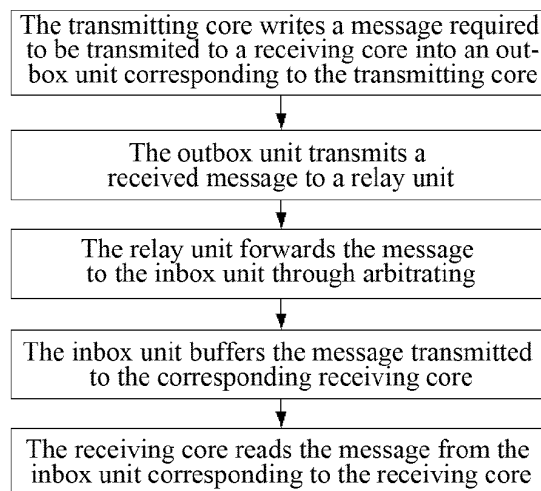 The transmitting core writes a message required
to be transmited to a receiving core into an out-
box unit corresponding to the transmitting core
The outbox unit transmits a
received message to a relay unit
The relay unit forwards the message
to the inbox unit through arbitrating
The inbox unit buffers the message transmitted
to the corresponding receiving core
The receiving core reads the message from the
inbox unit corresponding to the receiving core